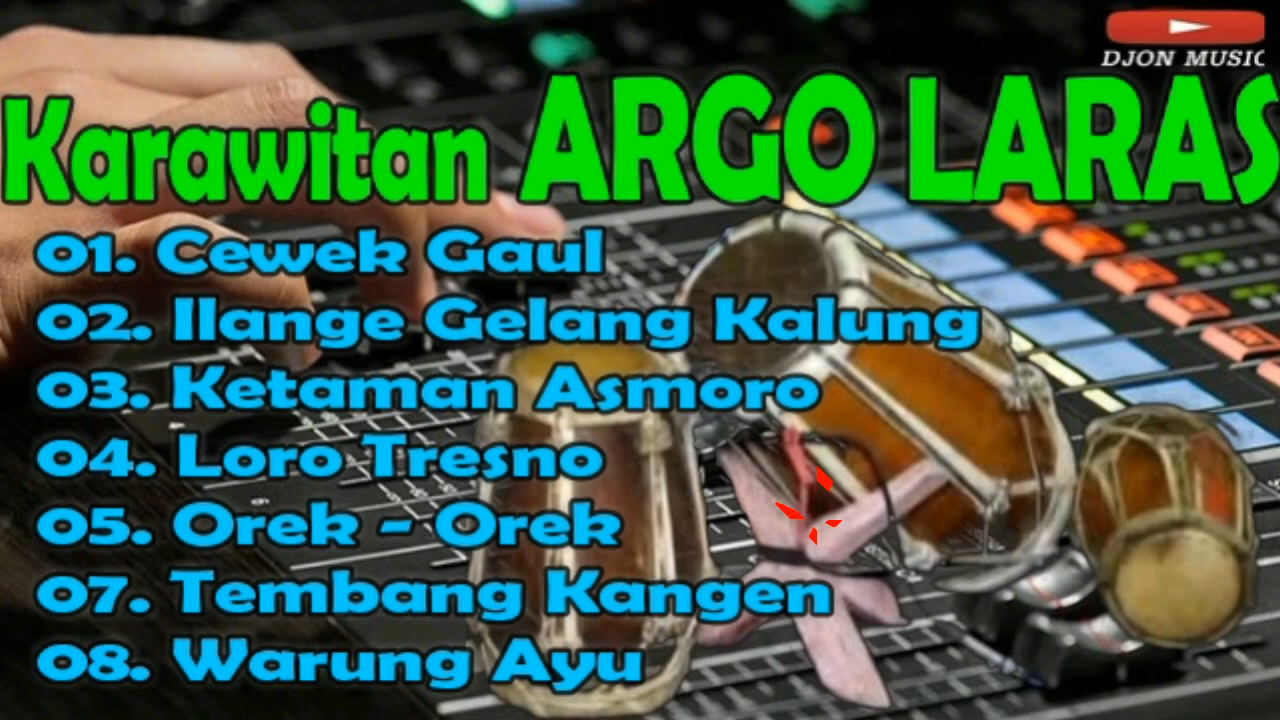 DJON MUSIC
Karawitan ARGO LARAS
01. Cewek Gaul
02. Ilange Gelang Kalung
03. Ketaman Asmoro
04. Loro Tresno
05. Orek - Orek
07. Tembang Kangen
08. Warung Ayu